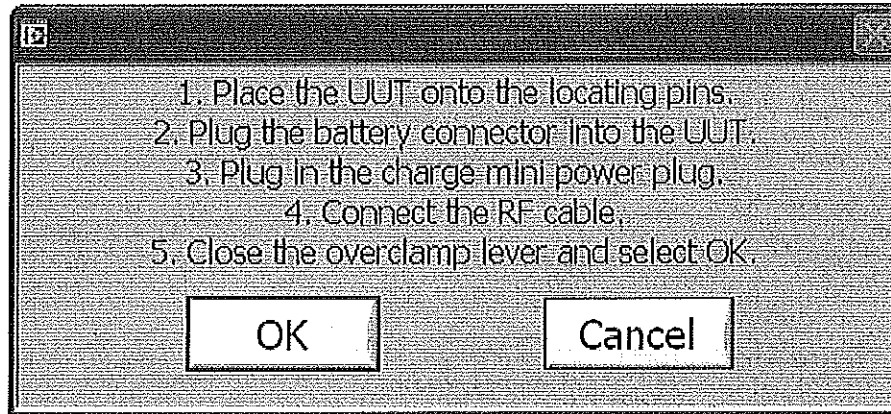 1. Place the UUT onto the locating pins.
2. Plug the battery connector into the UUT.
3. Plug in the charge mini power plug.
4. Connect the RF cable.
5. Close the overclamp lever and select OK.
OK
Cancel